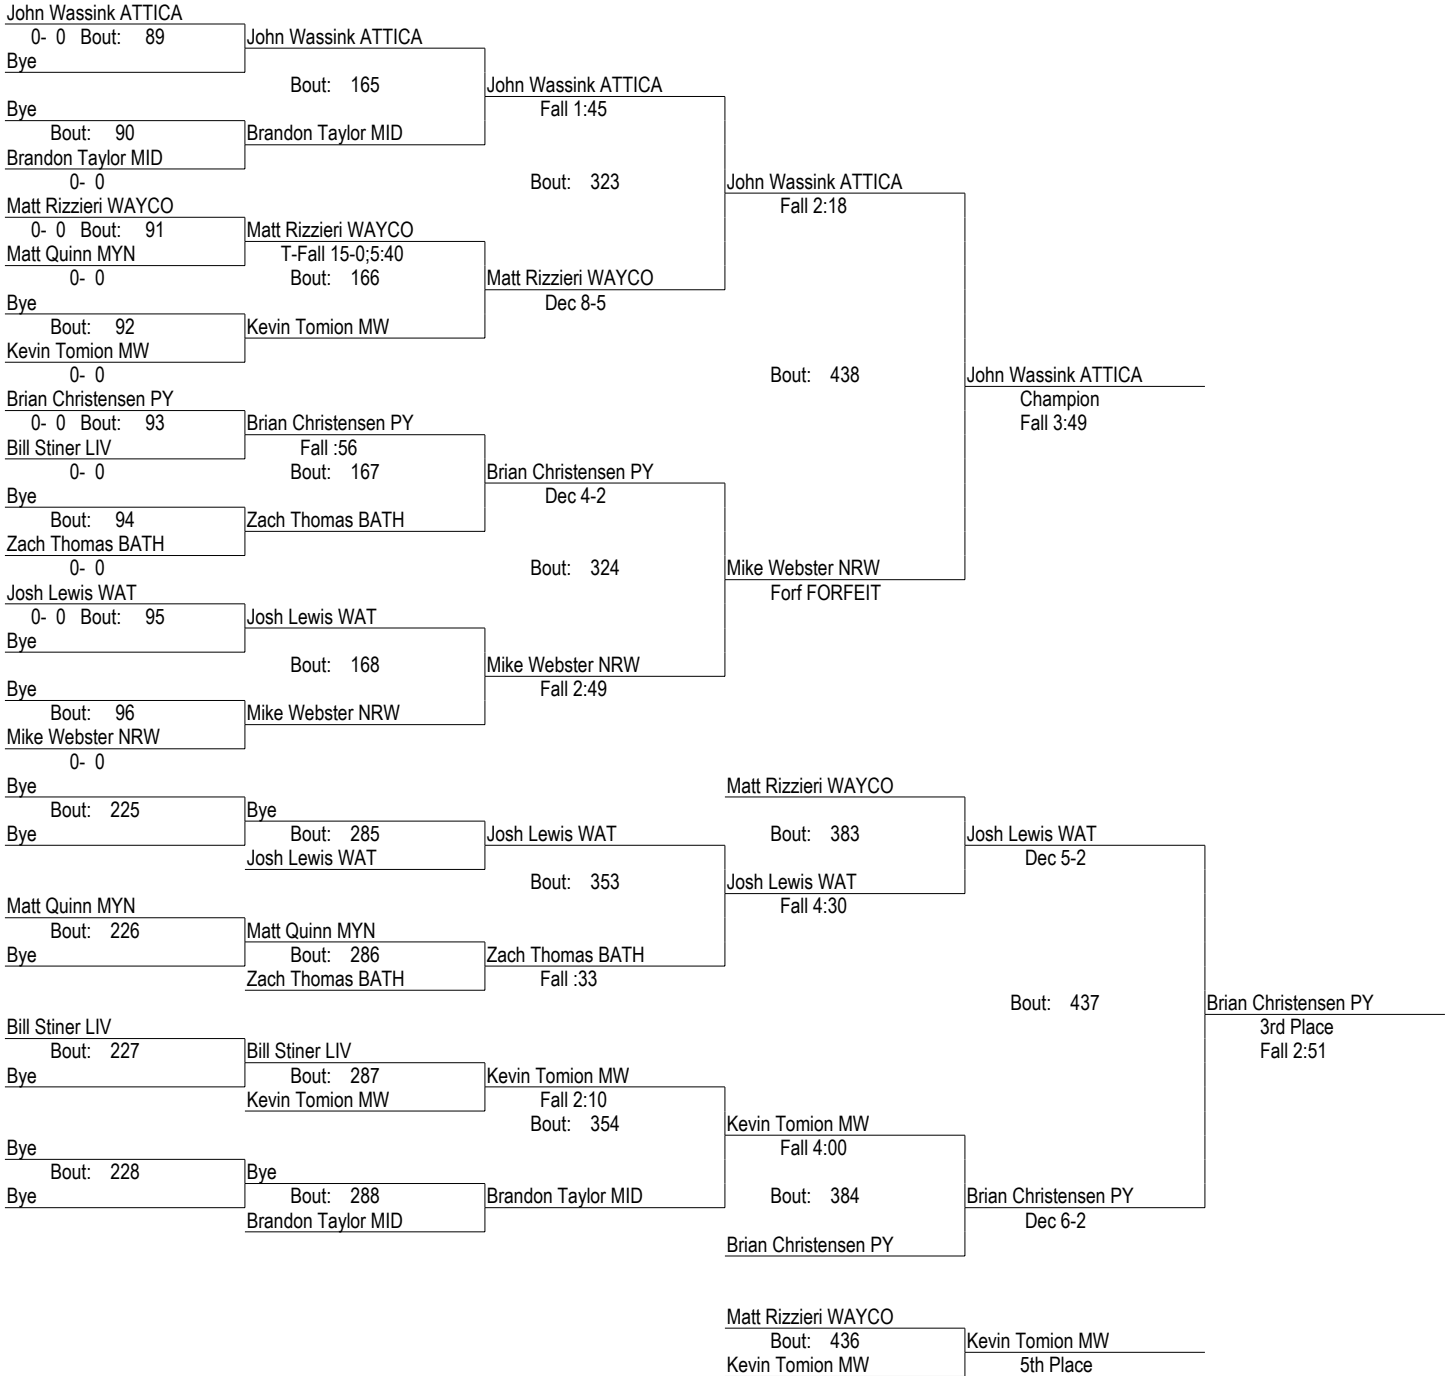 John Wassink ATTICA
0- 0 Bout: 89 John Wassink ATTICA
Bye
Bout: 165 John Wassink ATTICA
Bye Fall 1:45
Bout: 90 Brandon Taylor MID
Brandon Taylor MID
0- 0 Bout: 323 John Wassink ATTICA
Matt Rizzieri WAYCO Fall 2:18
0- 0 Bout: 91 Matt Rizzieri WAYCO
Matt Quinn MYN T-Fall 15-0;5:40
0- 0 Bout: 166 Matt Rizzieri WAYCO
Bye Dec 8-5
Bout: 92 Kevin Tomion MW
Kevin Tomion MW
0- 0 Bout: 438 John Wassink ATTICA
Brian Christensen PY Champion
0- 0 Bout: 93 Brian Christensen PY Fall 3:49
Bill Stiner LIV Fall :56
0- 0 Bout: 167 Brian Christensen PY
Bye Dec 4-2
Bout: 94 Zach Thomas BATH
Zach Thomas BATH
0- 0 Bout: 324 Mike Webster NRW
Josh Lewis WAT Forf FORFEIT
0- 0 Bout: 95 Josh Lewis WAT
Bye
Bout: 168 Mike Webster NRW
Bye Fall 2:49
Bout: 96 Mike Webster NRW
Mike Webster NRW
0- 0
Bye Matt Rizzieri WAYCO
Bout: 225 Bye
Bye Bout: 285 Josh Lewis WAT Bout: 383 Josh Lewis WAT
Josh Lewis WAT Dec 5-2
Bout: 353 Josh Lewis WAT
Matt Quinn MYN Fall 4:30
Bout: 226 Matt Quinn MYN
Bye Bout: 286 Zach Thomas BATH
Zach Thomas BATH Fall :33
Bout: 437 Brian Christensen PY
Bill Stiner LIV 3rd Place
Bout: 227 Bill Stiner LIV Fall 2:51
Bye Bout: 287 Kevin Tomion MW
Kevin Tomion MW Fall 2:10
Bout: 354 Kevin Tomion MW
Bye Fall 4:00
Bout: 228 Bye
Bye Bout: 288 Brandon Taylor MID Bout: 384 Brian Christensen PY
Brandon Taylor MID Dec 6-2
Brian Christensen PY
Matt Rizzieri WAYCO
Bout: 436 Kevin Tomion MW
Kevin Tomion MW 5th Place